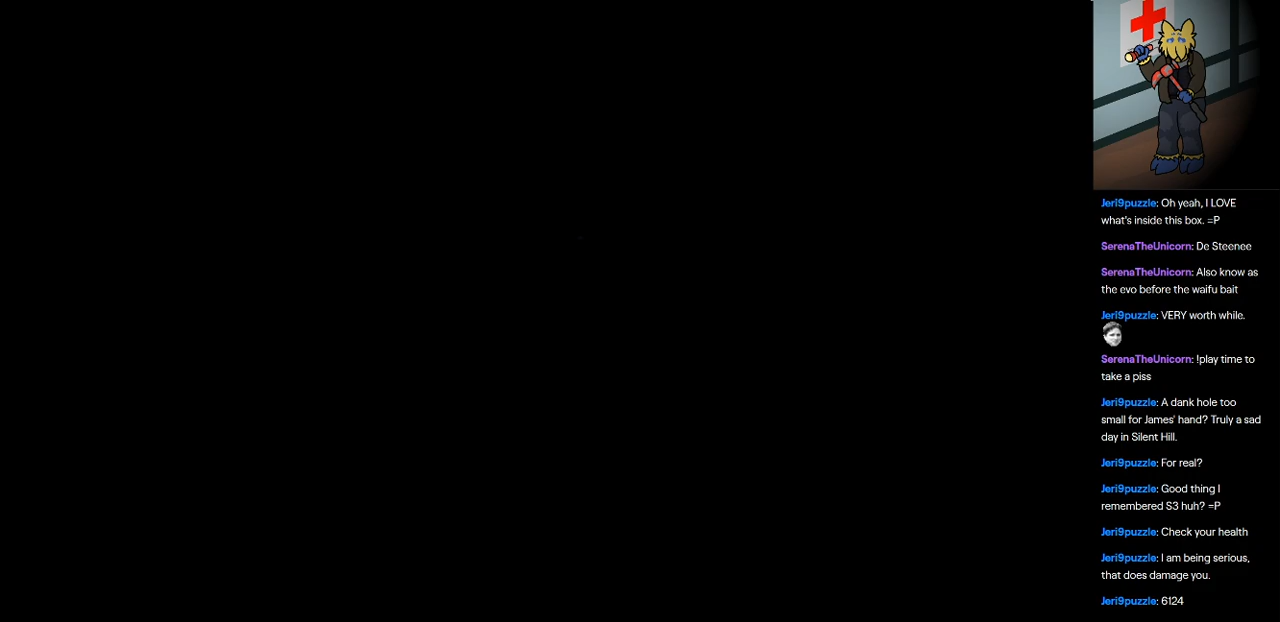 Jeri9puzzle: Oh yeah, I LOVE
what's inside this box. =P
SerenaTheUnicorn: De Steenee
SerenaTheUnicorn: Also know as
the evo before the waifu bait
Jeri9puzzle: VERY worth while.
SerenaTheUnicorn: !play time to
take a piss
Jeri9puzzle: A dank hole too
small for James' hand? Truly a sad
day in Silent Hill.
Jeri9puzzle: For real?
Jeri9puzzle: Good thing I
remembered S3 huh? =P
Jeri9puzzle: Check your health
Jeri9puzzle: I am being serious,
that does damage you.
Jeri9puzzle: 6124